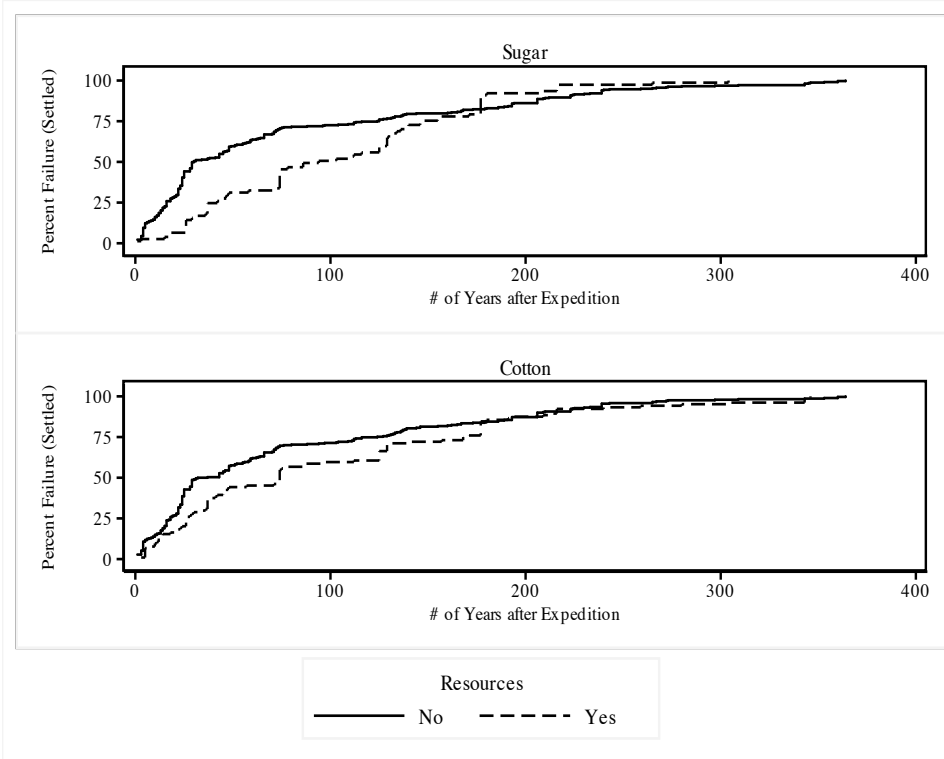 Sugar
Percent Failure (Settled)
100
75
50
25
0
0 100 200 300 400
# of Years after Expedition
Cotton
Percent Failure (Settled)
100
75
50
25
0
0 100 200 300 400
# of Years after Expedition
Resources
No Yes